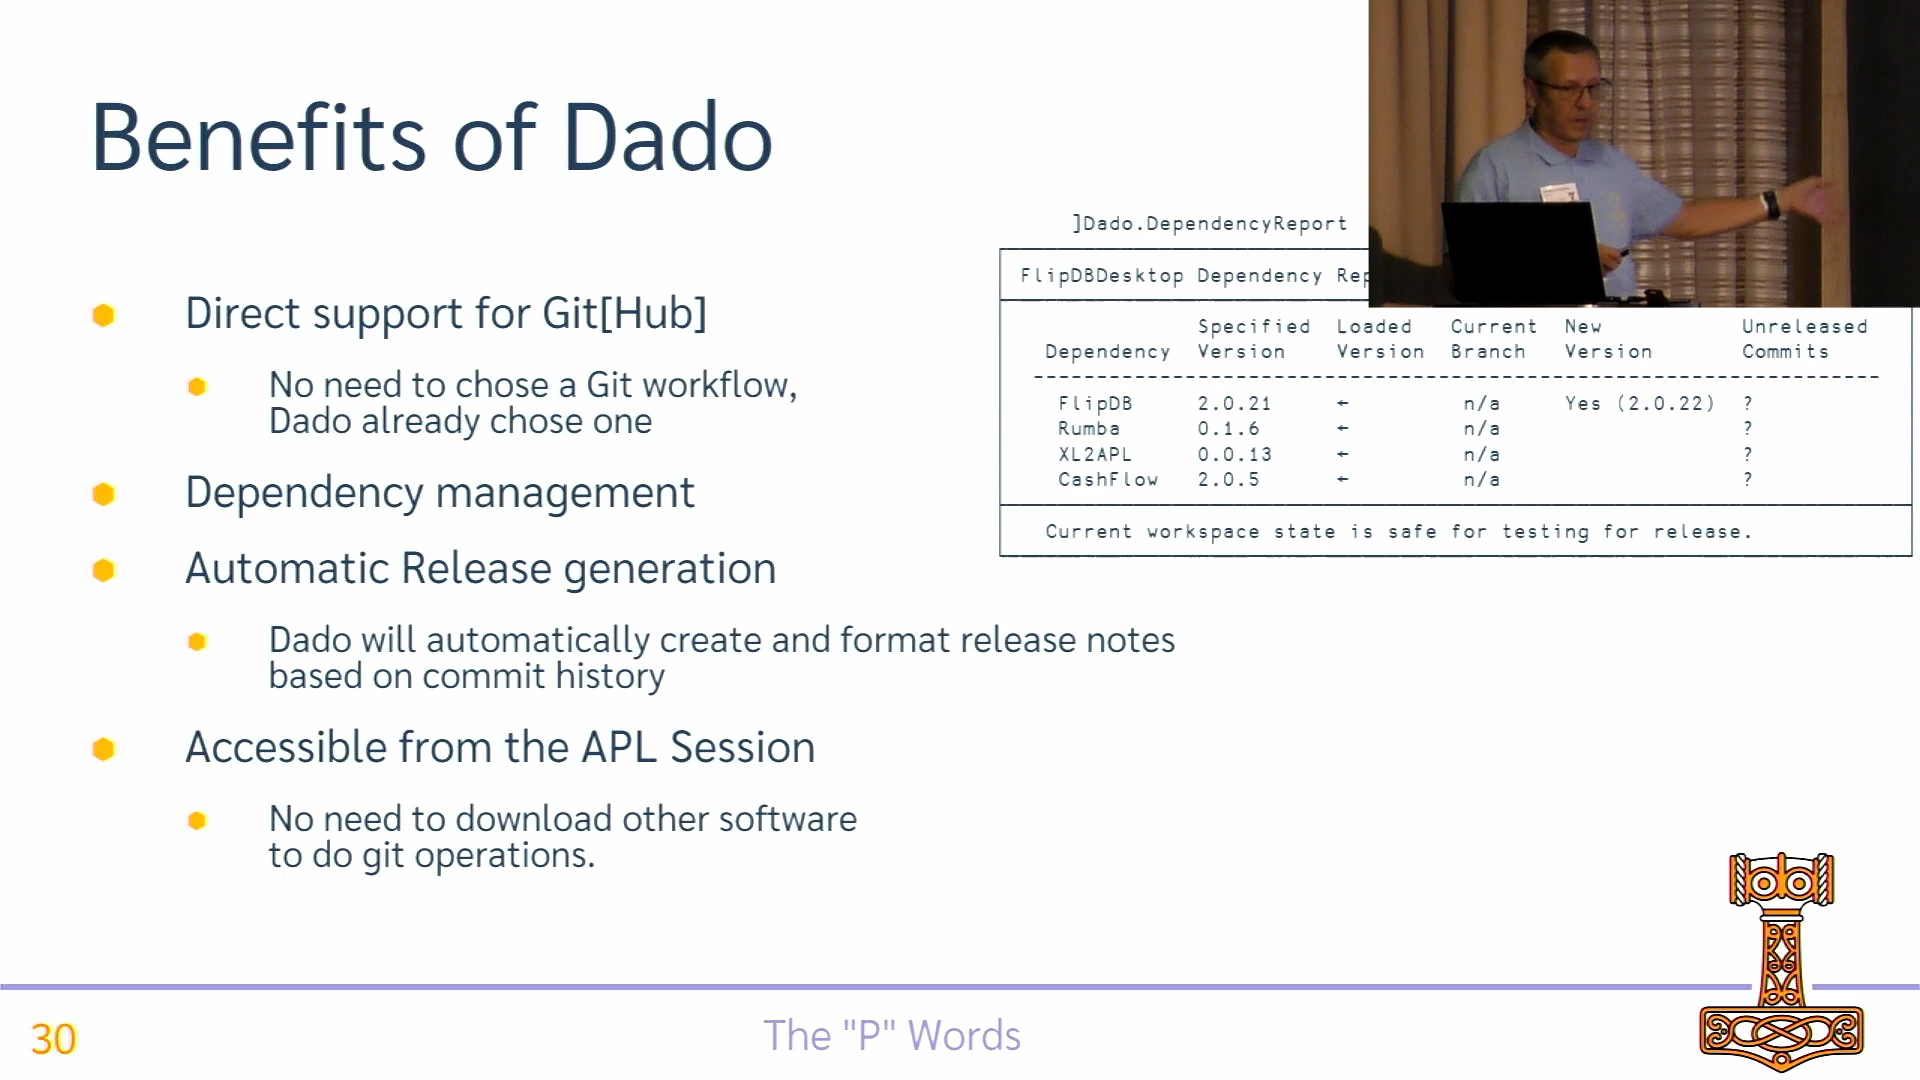 Benefits of Dado
Direct support for Git[Hub]
No need to chose a Git workflow,
Dado already chose one
Dependency management
Automatic Release generation
Dado will automatically create and format release notes
based on commit history
Accessible from the APL Session
No need to download other software
to do git operations.
]Dado.DependencyReport
FlipDBDesktop Dependency
Specified Loaded Current New Unreleased
Dependency Version Version Branch Version Commits
--------------------------------------------------------------------
FlipDB 2.0.21 ← n/a Yes (2.0.22) ?
Rumba 0.1.6 ← n/a ?
XL2APL 0.0.13 ← n/a ?
CashFlow 2.0.5 ← n/a ?
Current workspace state is safe for testing for release.
30
The "P" Words